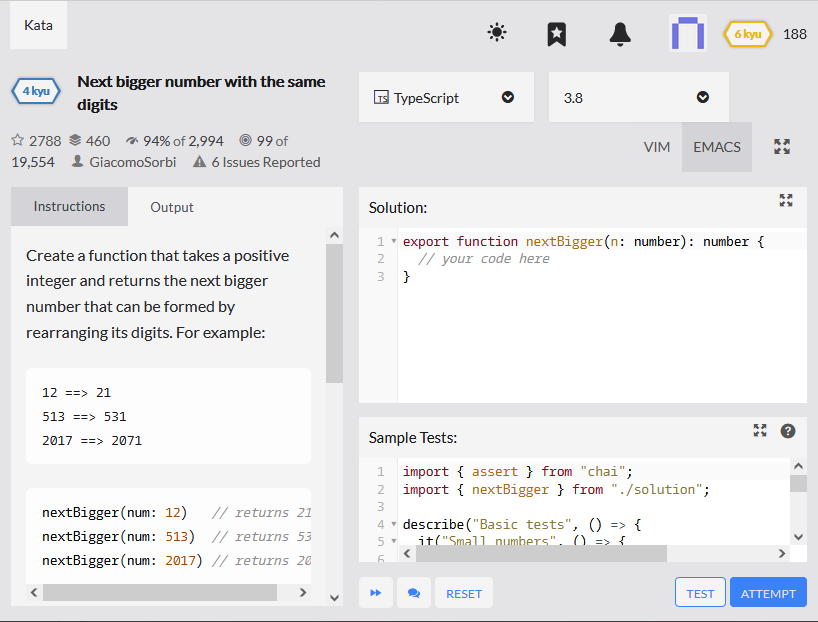 Kata
6 kyu
188
4 kyu
Next bigger number with the same
digits
TypeScript
3.8
2788 460 94% of 2,994 99 of
19,554 GiacomoSorbi 6 Issues Reported
VIM
EMACS
Instructions
Output
Create a function that takes a positive
integer and returns the next bigger
number that can be formed by
rearranging its digits. For example:
12 ==> 21
513 ==> 531
2017 ==> 2071
nextBigger(num: 12) // returns 21
nextBigger(num: 513) // returns 53
nextBigger(num: 2017) // returns 20
Solution:
1 export function nextBigger(n: number): number {
2 // your code here
3 }
Sample Tests:
1 import { assert } from "chai";
2 import { nextBigger } from "./solution";
3
4 describe("Basic tests", () => {
5 it("Small numbers", () => {
6
RESET
TEST
ATTEMPT